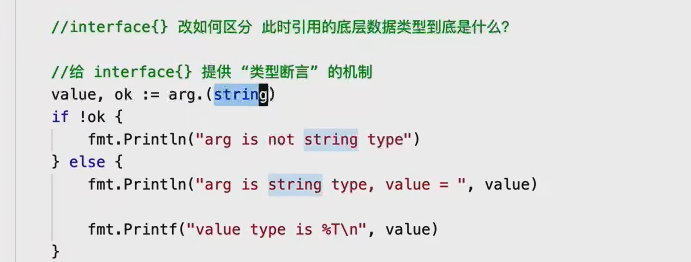 //interface{} 改如何区分 此时引用的底层数据类型到底是什么?
//给 interface{} 提供 “类型断言” 的机制
value, ok := arg.(string)
if !ok {
fmt.Println("arg is not string type")
} else {
fmt.Println("arg is string type, value = ", value)
fmt.Printf("value type is %T\n", value)
}